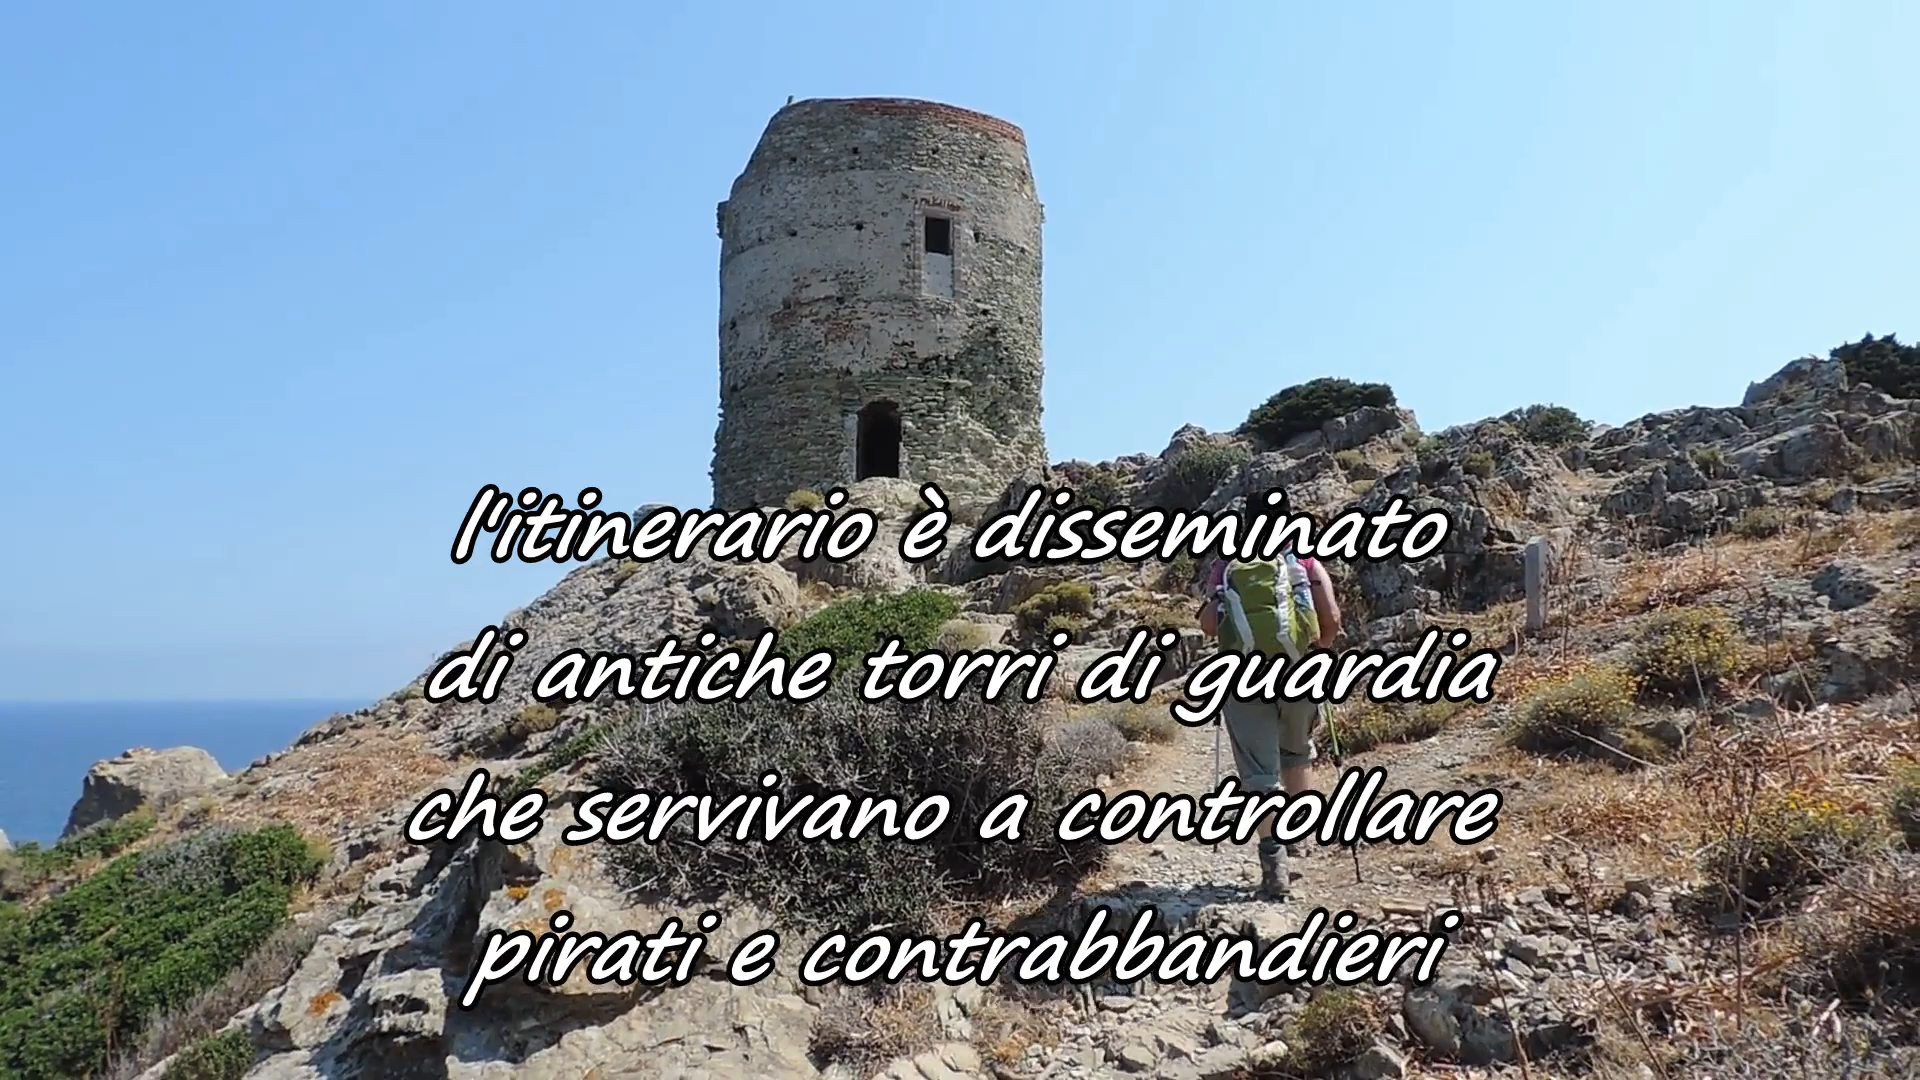 l'itinerario è disseminato
di antiche torri di guardia
che servivano a controllare
pirati e contrabbandieri